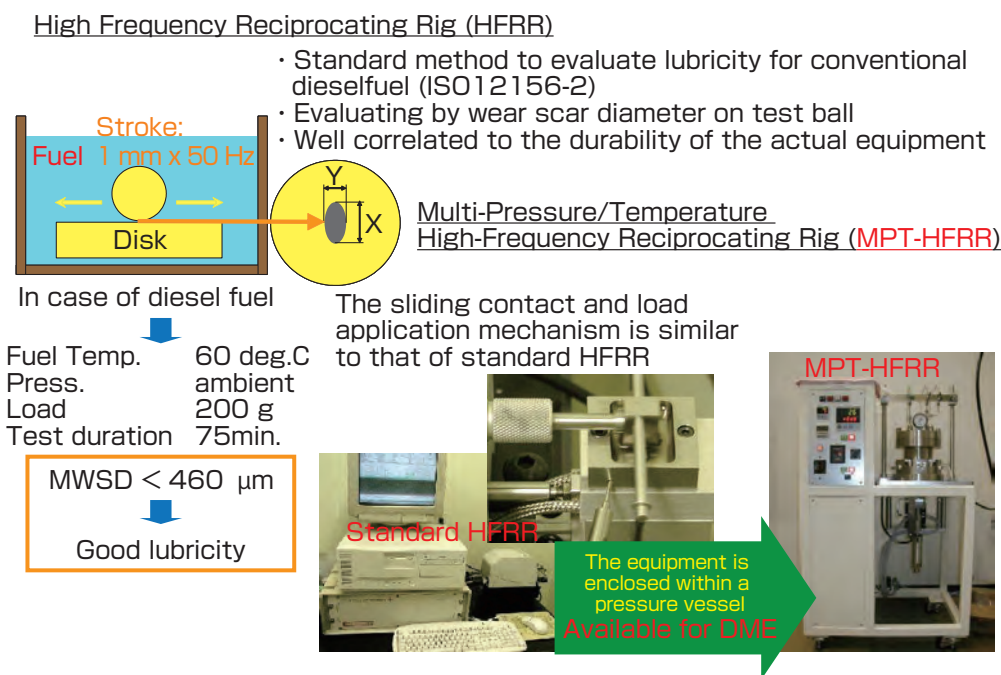 High Frequency Reciprocating Rig (HFRR)
・Standard method to evaluate lubricity for conventional
dieselfuel (ISO12156-2)
・Evaluating by wear scar diameter on test ball
・Well correlated to the durability of the actual equipment
Stroke:
Fuel 1 mm x 50 Hz
Disk
Y
X
Multi-Pressure/Temperature
High-Frequency Reciprocating Rig (MPT-HFRR)
In case of diesel fuel
Fuel Temp. 60 deg.C
Press. ambient
Load 200 g
Test duration 75min.
MWSD < 460 μm
Good lubricity
The sliding contact and load
application mechanism is similar
to that of standard HFRR
Standard HFRR
The equipment is
enclosed within a
pressure vessel
Available for DME
MPT-HFRR